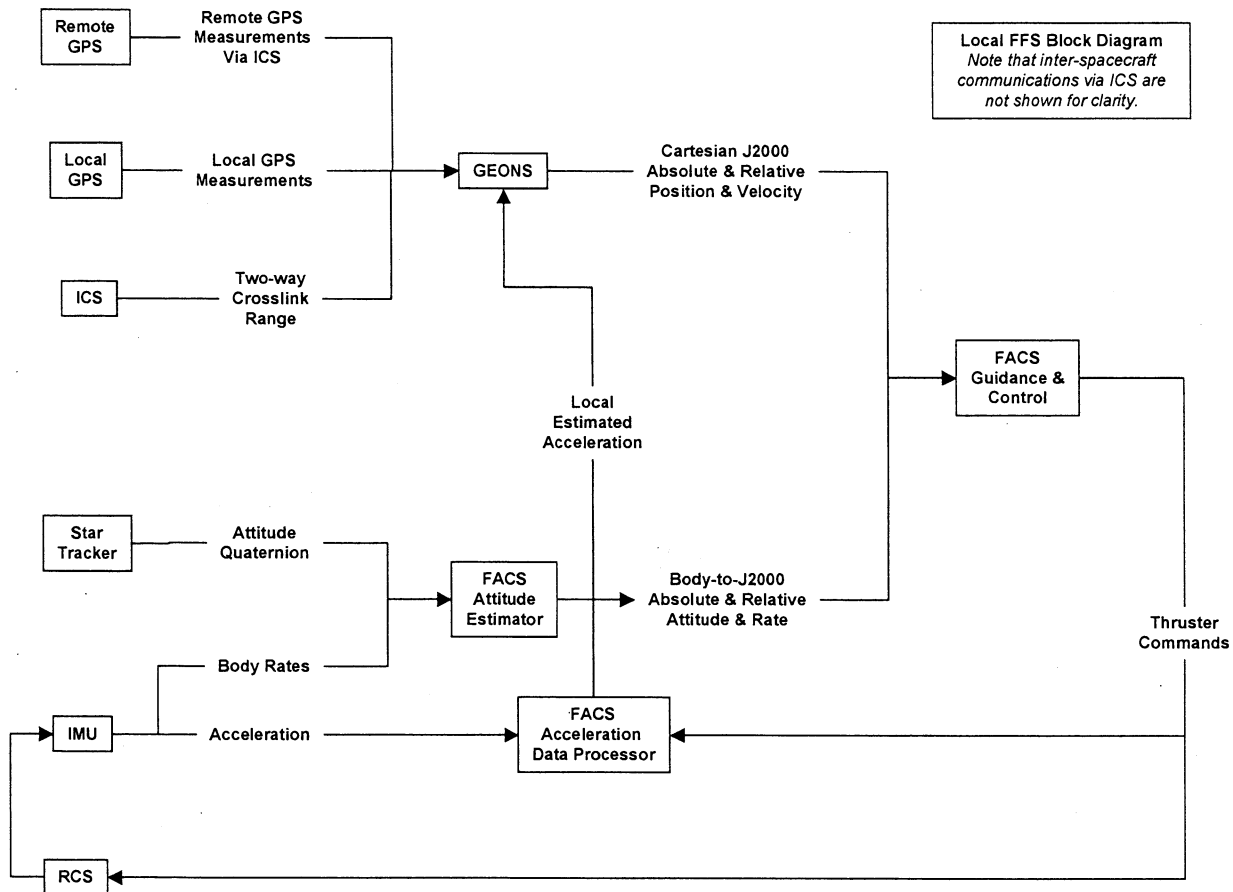 Remote
GPS
Remote GPS
Measurements
Via ICS
Local FFS Block Diagram
Note that inter-spacecraft
communications via ICS are
not shown for clarity.
Local
GPS
Local GPS
Measurements
GEONS
Cartesian J2000
Absolute & Relative
Position & Velocity
ICS
Two-way
Crosslink
Range
FACS
Guidance &
Control
Local
Estimated
Acceleration
Star
Tracker
Attitude
Quaternion
FACS
Attitude
Estimator
Body-to-J2000
Absolute & Relative
Attitude & Rate
Thruster
Commands
Body Rates
IMU
Acceleration
FACS
Acceleration
Data Processor
RCS